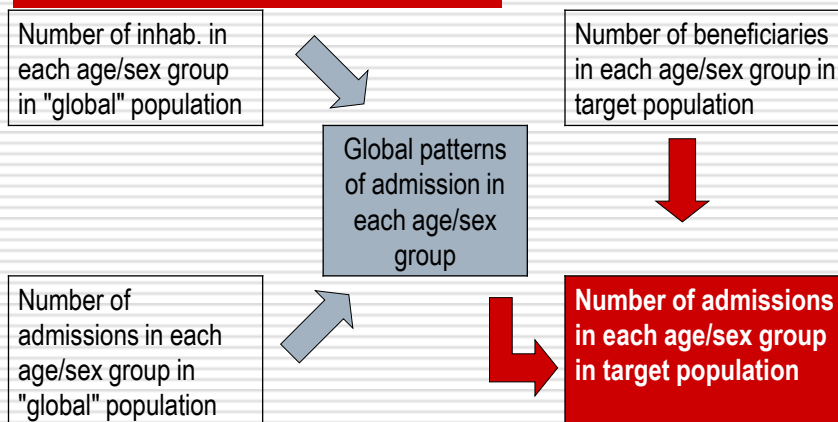 Number of inhab. in
each age/sex group
in "global" population
Number of beneficiaries
in each age/sex group in
target population
Global patterns
of admission in
each age/sex
group
Number of
admissions in each
age/sex group in
"global" population
Number of admissions
in each age/sex group
in target population